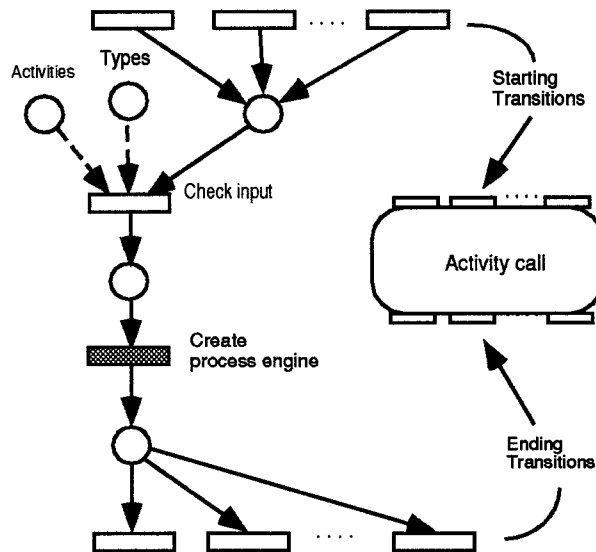 Activities
Types
Starting
Transitions
Check input
Activity call
Create
process engine
Ending
Transitions